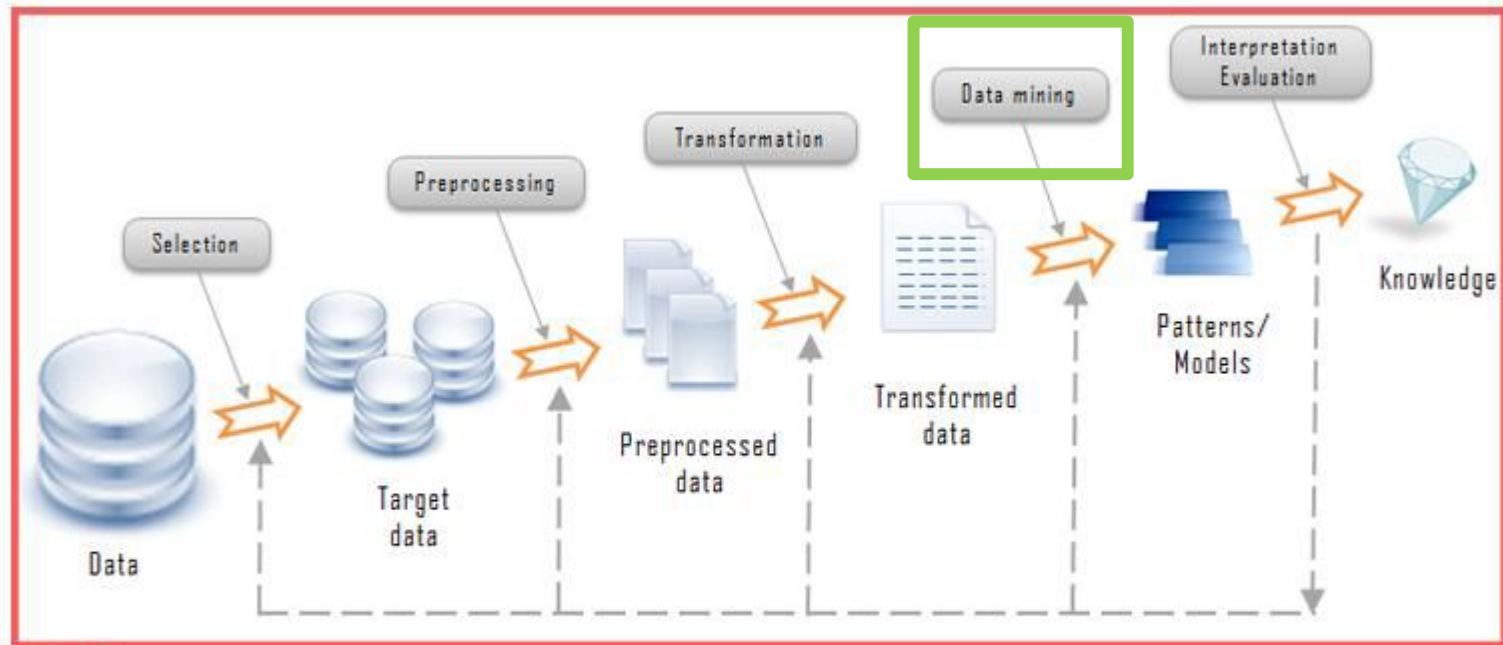 Interpretation
Evaluation
Data mining
Transformation
Preprocessing
Selection
Knowledge
Patterns/
Models
Transformed
data
Preprocessed
data
Target
data
Data